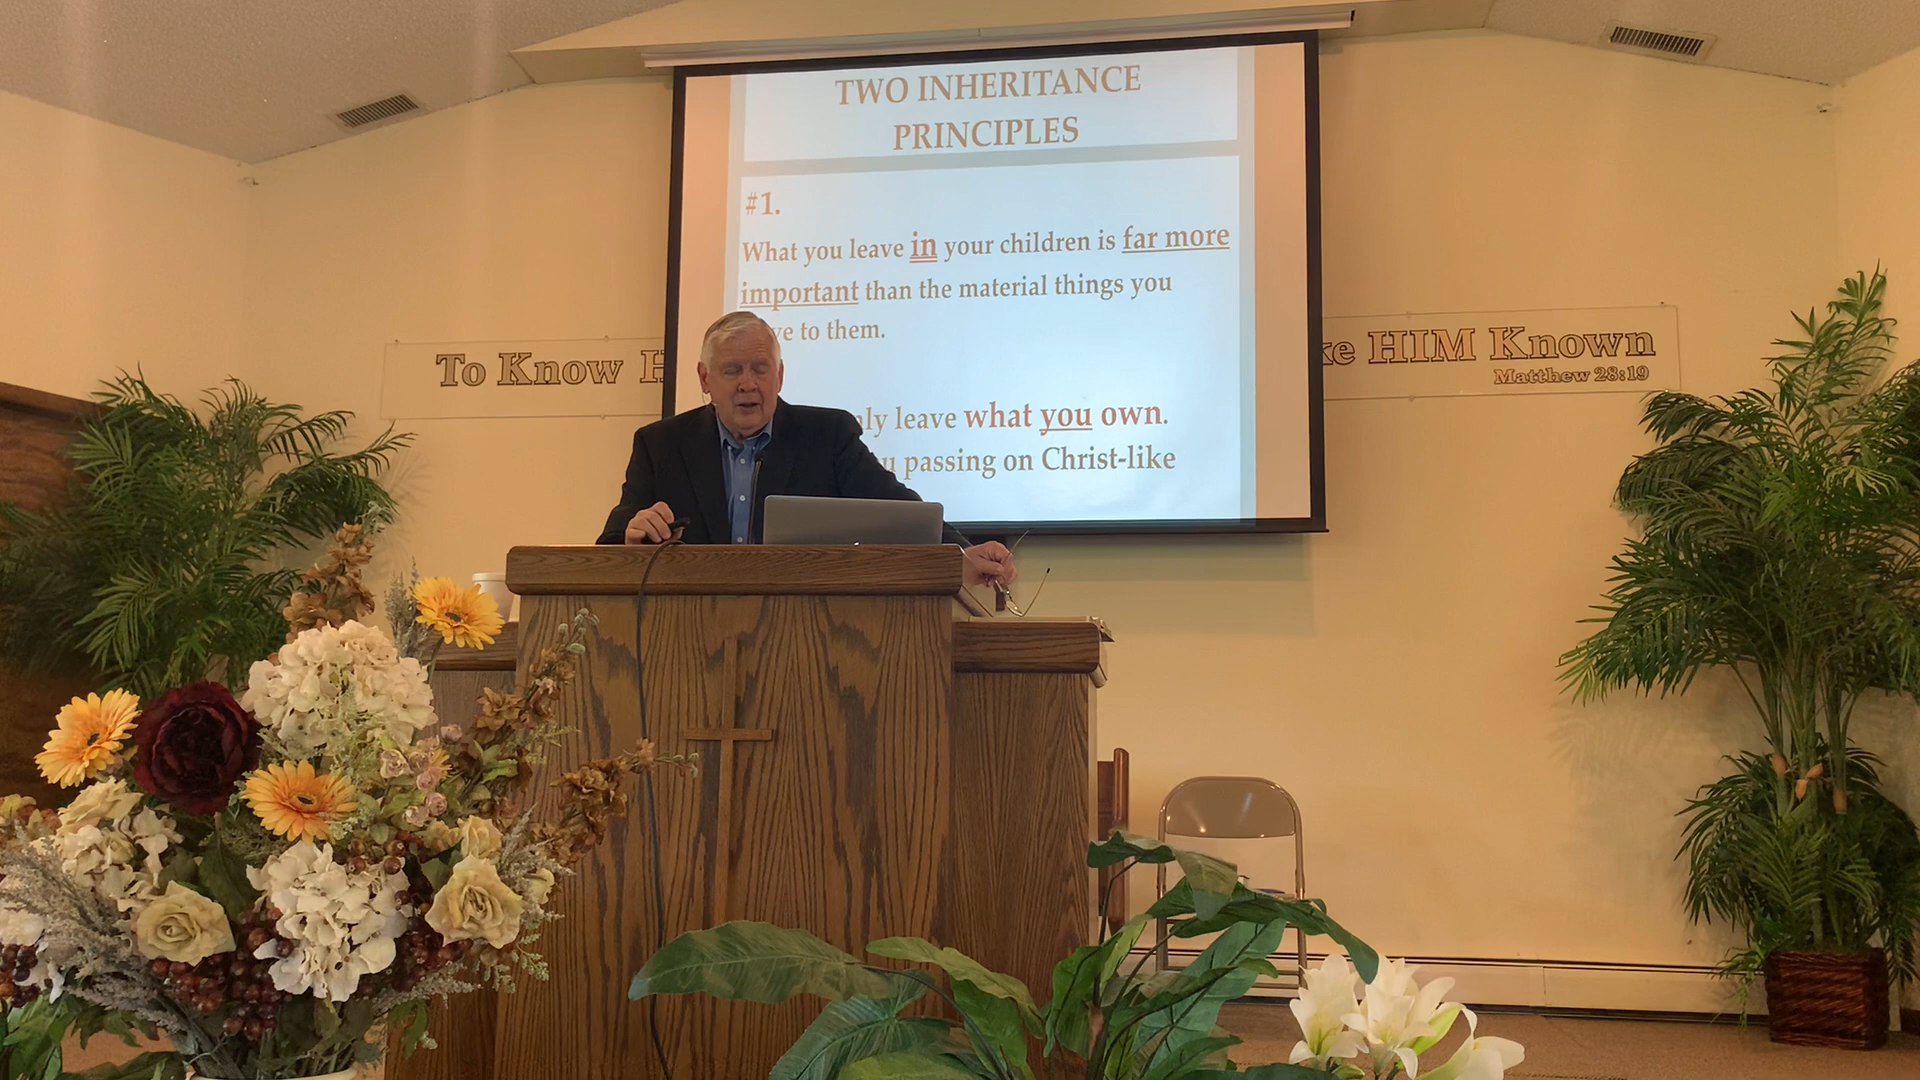 TWO INHERITANCE
PRINCIPLES
#1.
What you leave in your children is far more
important than the material things you
to them.
leave what you own.
passing on Christ-like
To Know
HIM Known
Matthew 28:19